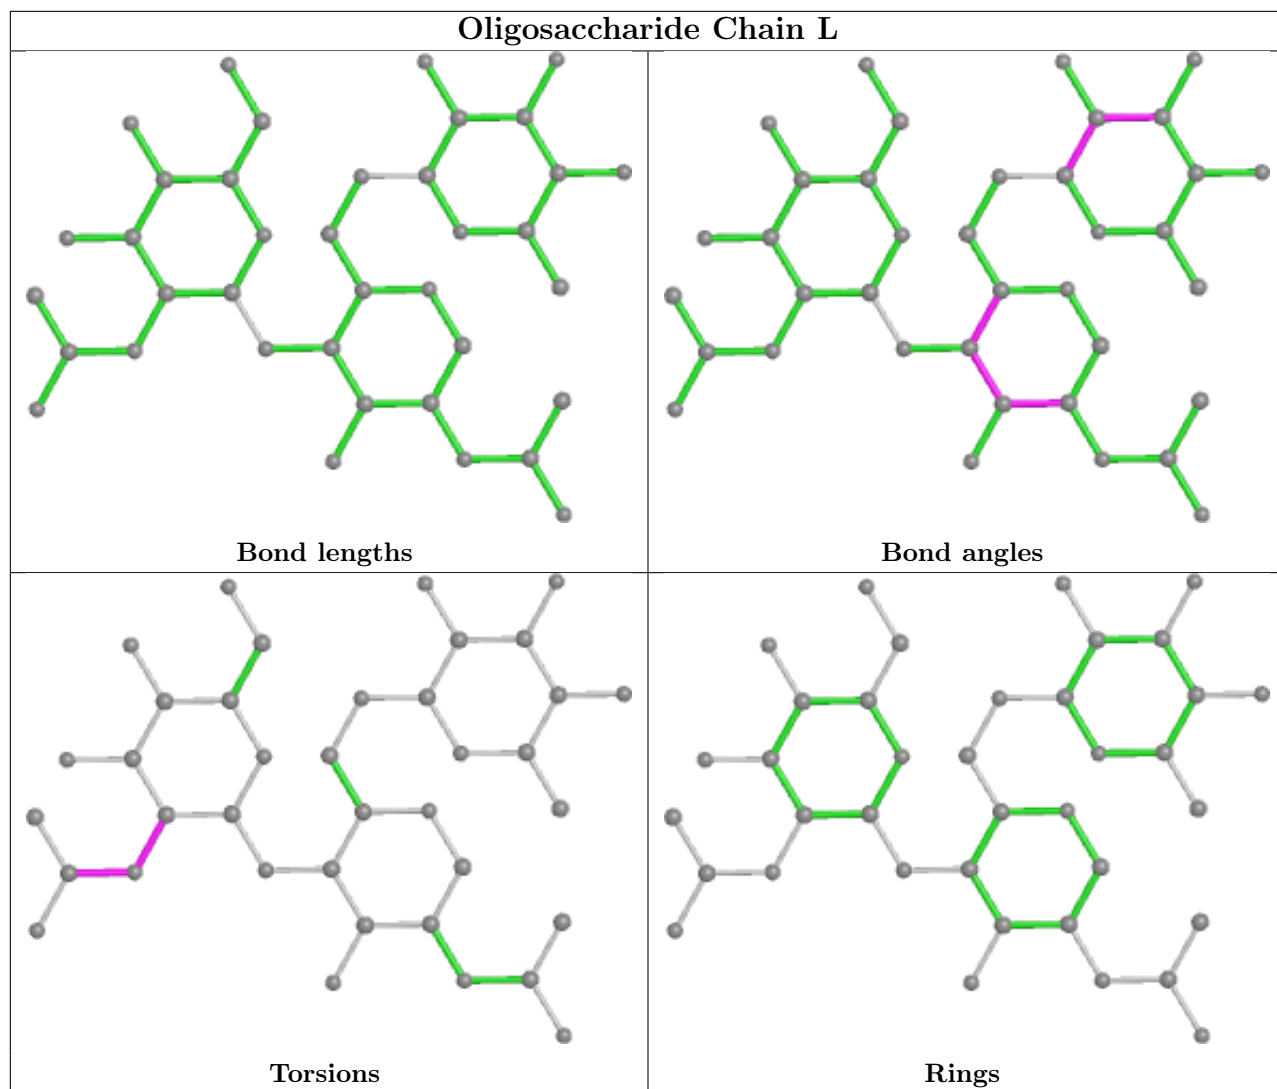 Oligosaccharide Chain L
Bond lengths
Bond angles
Torsions
Rings